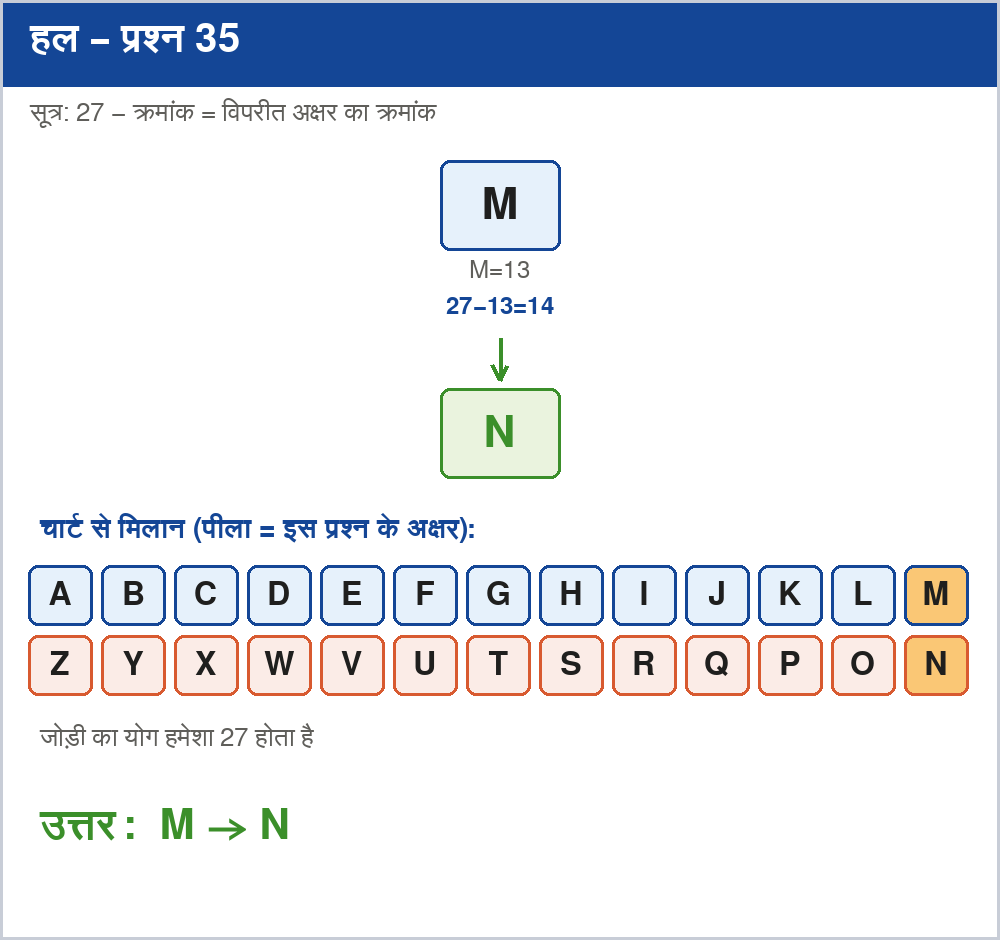 हल – प्रश्न 35
सूत्र: 27 – क्रमांक = विपरीत अक्षर का क्रमांक
M
M=13
27–13=14
N
चार्ट से मिलान (पीला = इस प्रश्न के अक्षर):
A B C D E F G H I J K L M
Z Y X W V U T S R Q P O N
जोड़ी का योग हमेशा 27 होता है
उत्तर : M → N